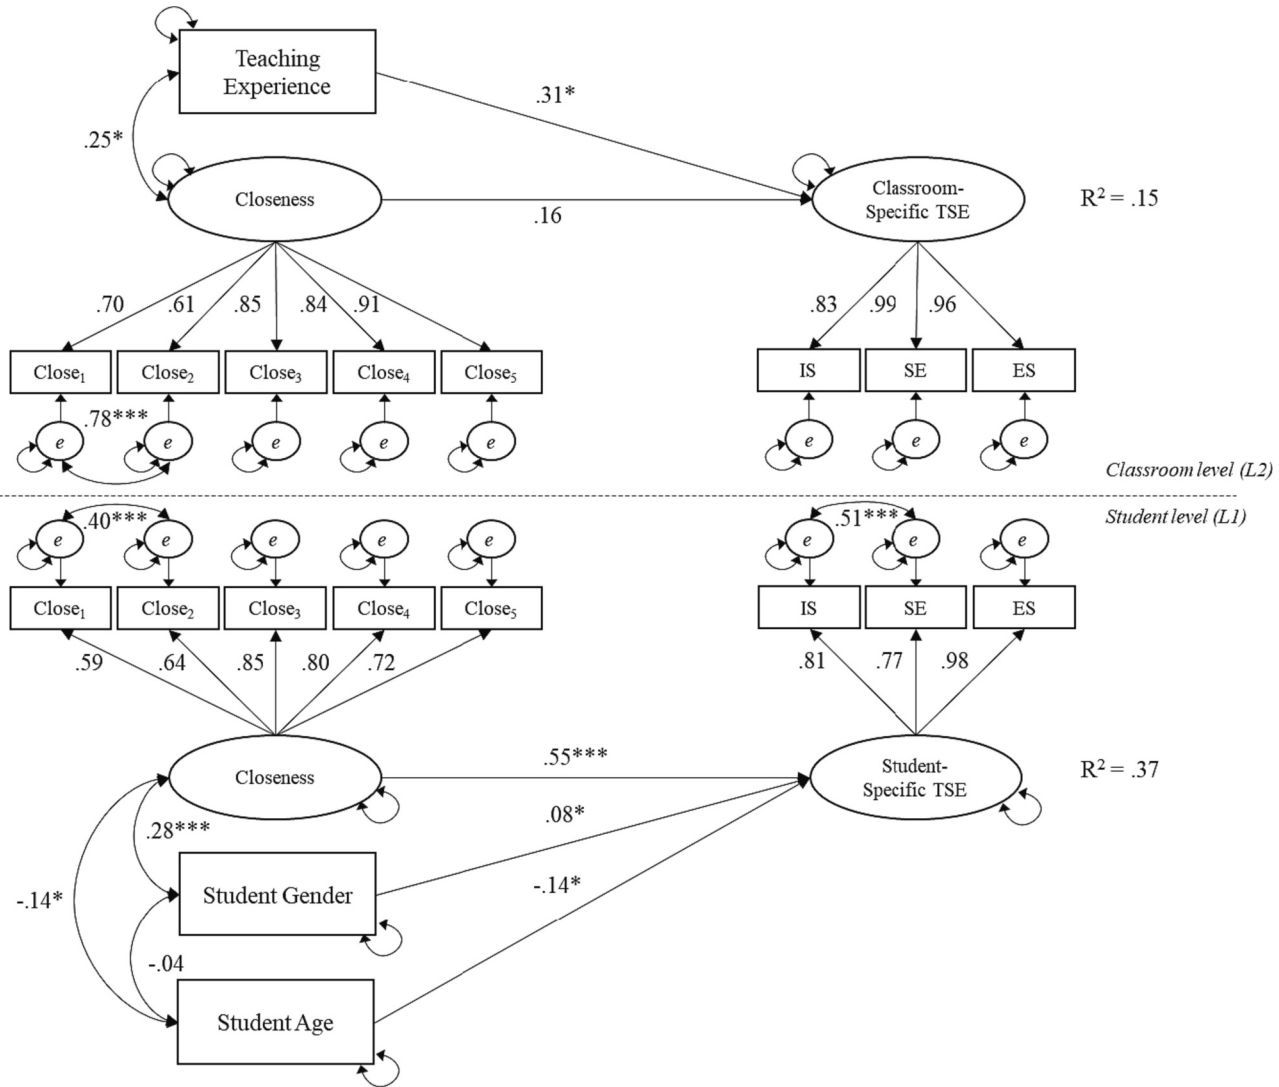 Teaching
Experience
.31*
.25*
Closeness
.16
Classroom-
Specific TSE
R² = .15
.70 .61 .85 .84 .91
.83 .99 .96
Close₁ Close₂ Close₃ Close₄ Close₅
IS SE ES
.78***
e e e e e
e e e
Classroom level (L2)
Student level (L1)
.40***
.51***
e e e e e
e e e
Close₁ Close₂ Close₃ Close₄ Close₅
IS SE ES
.59 .64 .85 .80 .72
.81 .77 .98
Closeness
.55***
Student-
Specific TSE
R² = .37
.28***
.08*
Student Gender
-.14*
-.14*
-.04
Student Age